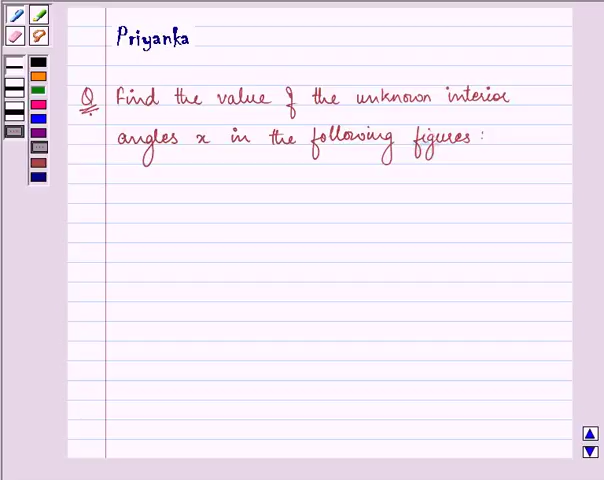 Priyanka
Q Find the value of the unknown interior
angles x in the following figures :